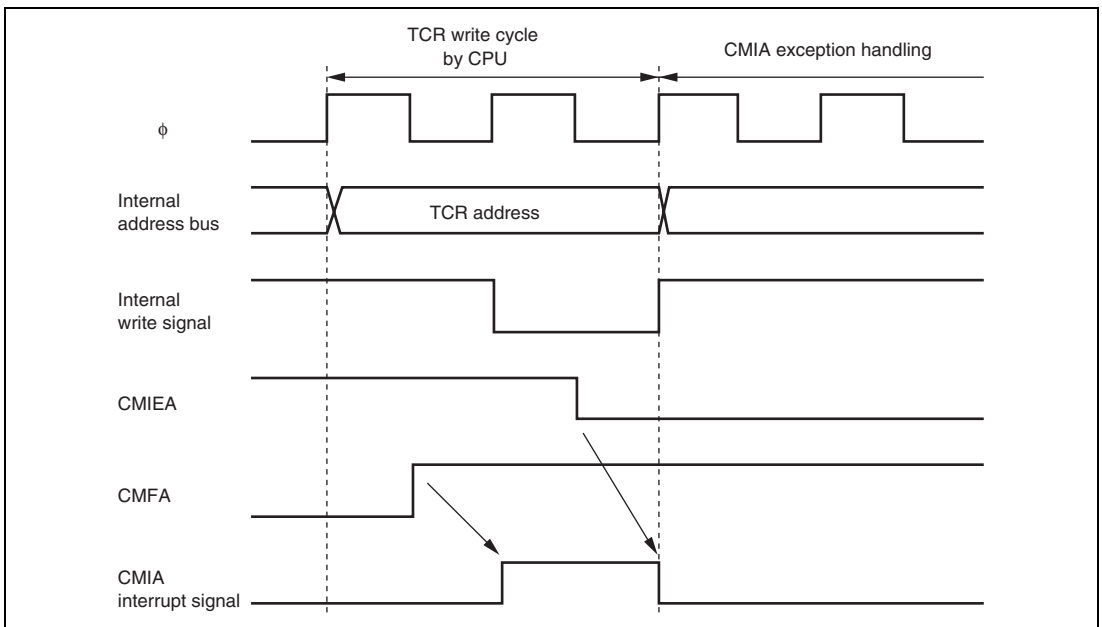 TCR write cycle
by CPU
CMIA exception handling
ϕ
Internal
address bus
TCR address
Internal
write signal
CMIEA
CMFA
CMIA
interrupt signal